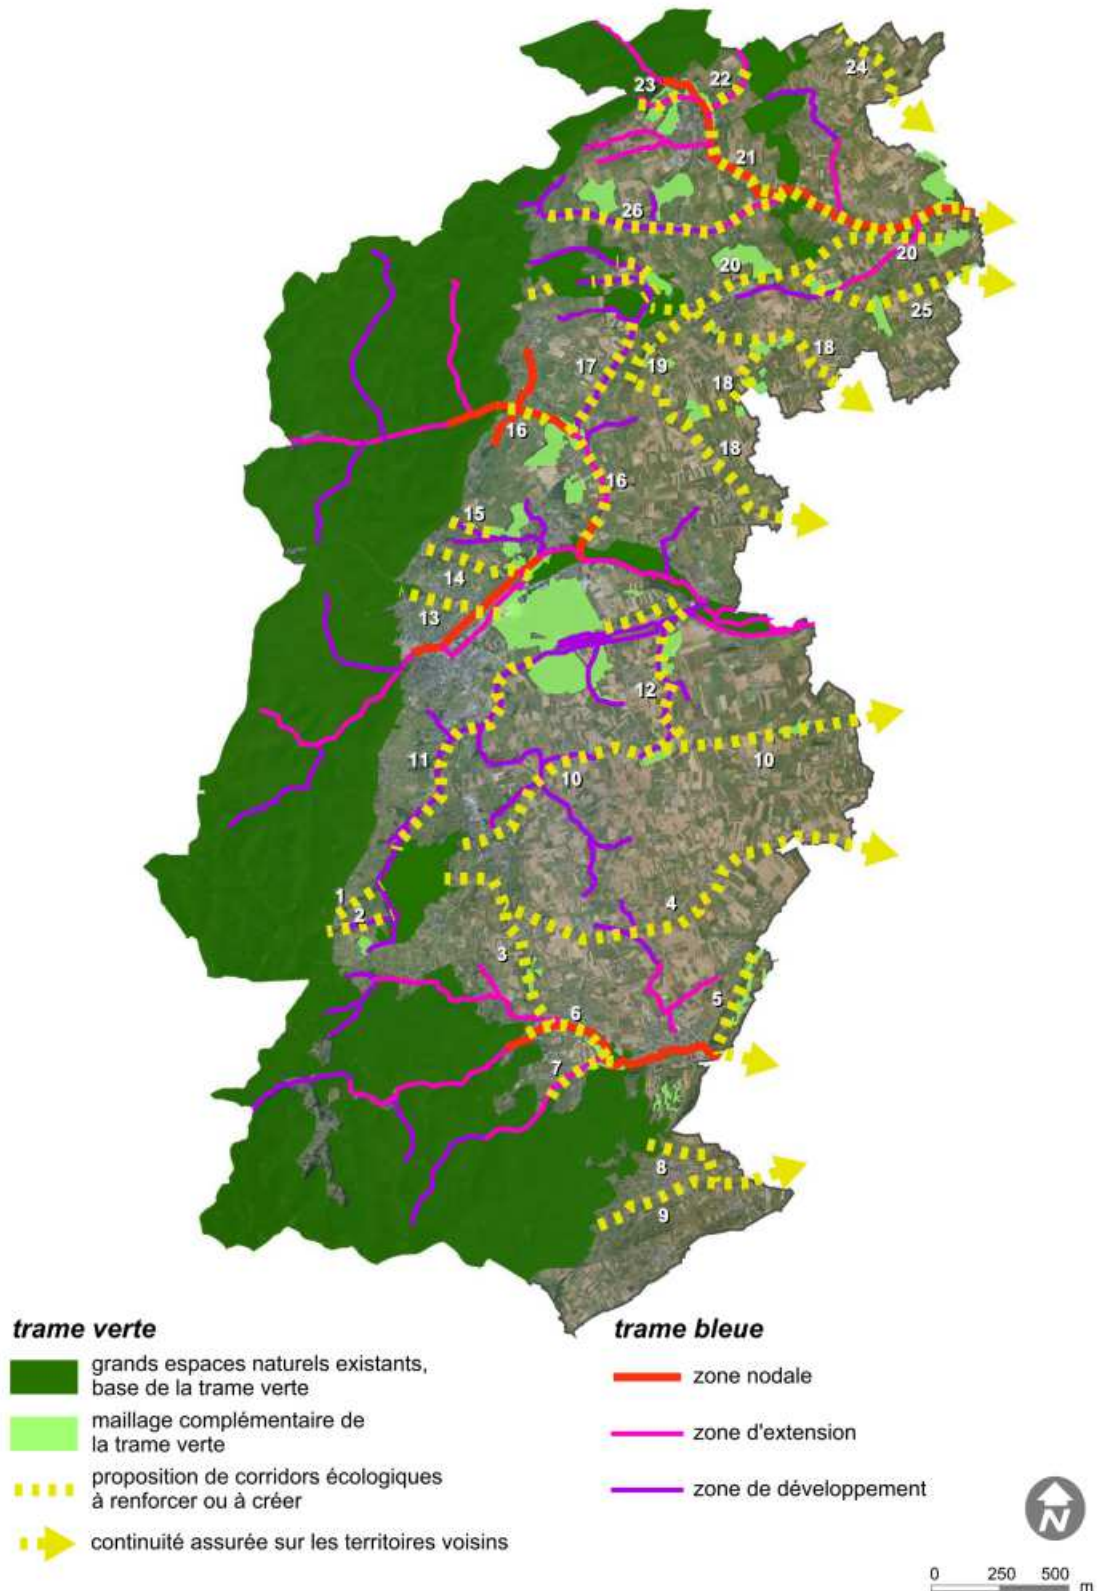 24
22
23
21
26
20
20
25
18
17
19
18
16
18
16
15
14
13
12
11
10
10
1
2
4
3
5
6
7
8
9
trame verte
grands espaces naturels existants,
base de la trame verte
maillage complémentaire de
la trame verte
proposition de corridors écologiques
à renforcer ou à créer
continuité assurée sur les territoires voisins
trame bleue
zone nodale
zone d'extension
zone de développement
N
0 250 500
m